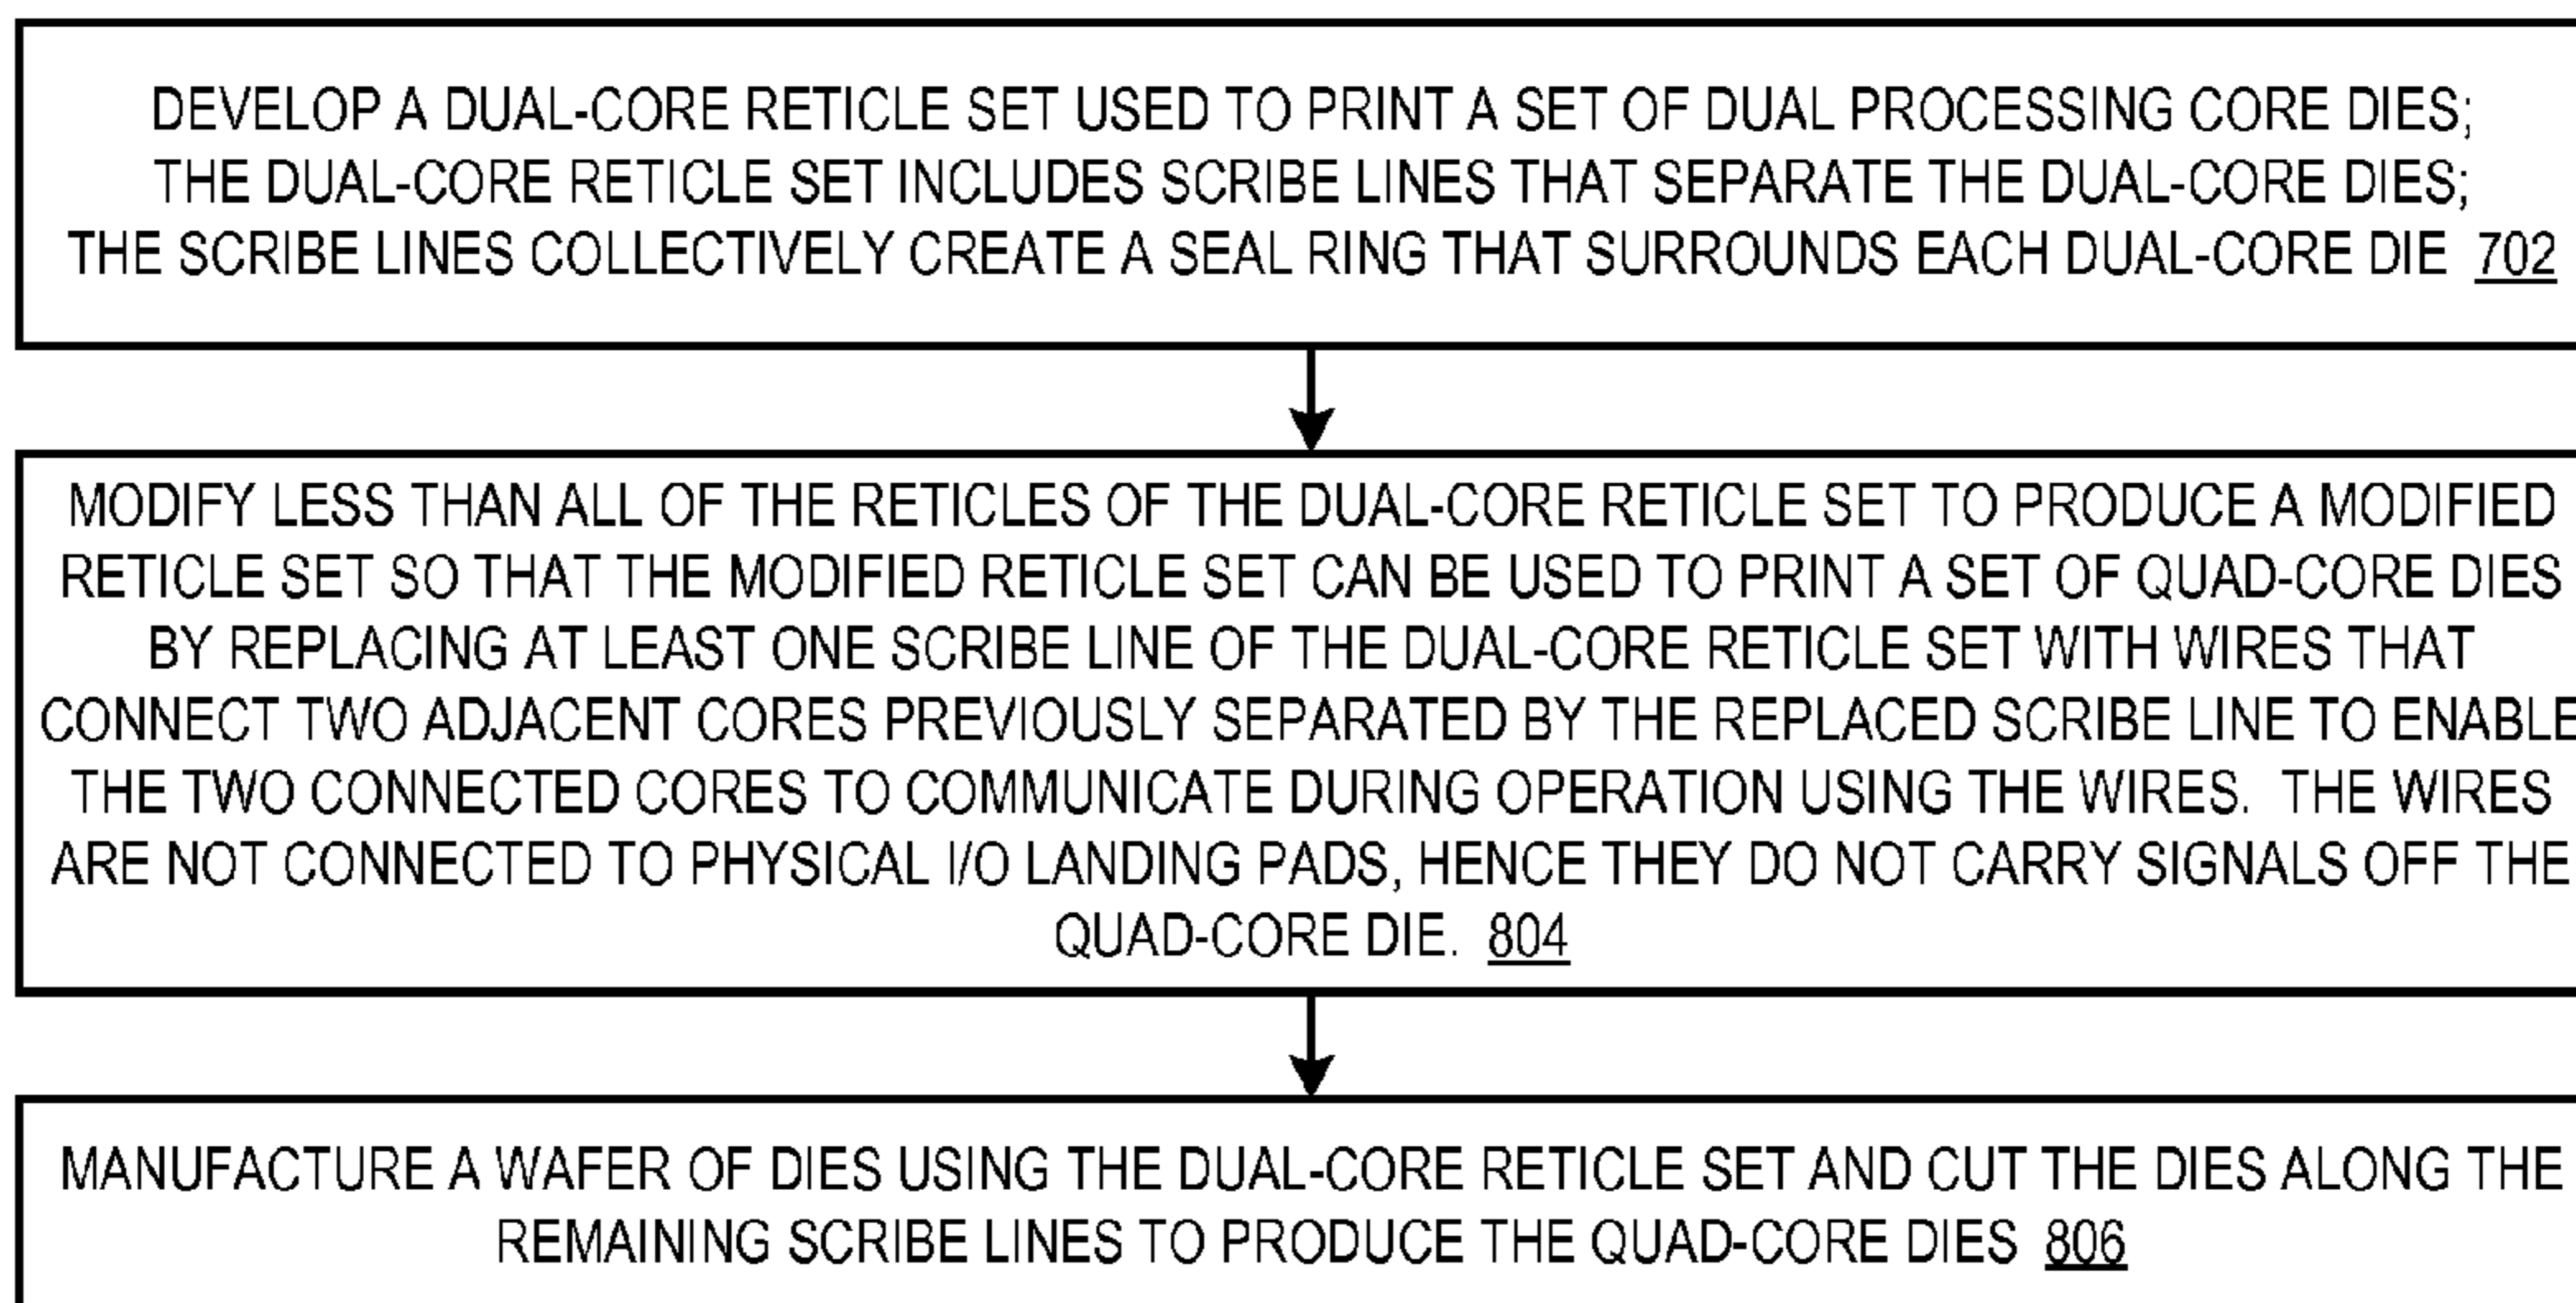 DEVELOP A DUAL-CORE RETICLE SET USED TO PRINT A SET OF DUAL PROCESSING CORE DIES;
THE DUAL-CORE RETICLE SET INCLUDES SCRIBE LINES THAT SEPARATE THE DUAL-CORE DIES;
THE SCRIBE LINES COLLECTIVELY CREATE A SEAL RING THAT SURROUNDS EACH DUAL-CORE DIE 702
MODIFY LESS THAN ALL OF THE RETICLES OF THE DUAL-CORE RETICLE SET TO PRODUCE A MODIFIED
RETICLE SET SO THAT THE MODIFIED RETICLE SET CAN BE USED TO PRINT A SET OF QUAD-CORE DIES
BY REPLACING AT LEAST ONE SCRIBE LINE OF THE DUAL-CORE RETICLE SET WITH WIRES THAT
CONNECT TWO ADJACENT CORES PREVIOUSLY SEPARATED BY THE REPLACED SCRIBE LINE TO ENABLE
THE TWO CONNECTED CORES TO COMMUNICATE DURING OPERATION USING THE WIRES. THE WIRES
ARE NOT CONNECTED TO PHYSICAL I/O LANDING PADS, HENCE THEY DO NOT CARRY SIGNALS OFF THE
QUAD-CORE DIE. 804
MANUFACTURE A WAFER OF DIES USING THE DUAL-CORE RETICLE SET AND CUT THE DIES ALONG THE
REMAINING SCRIBE LINES TO PRODUCE THE QUAD-CORE DIES 806